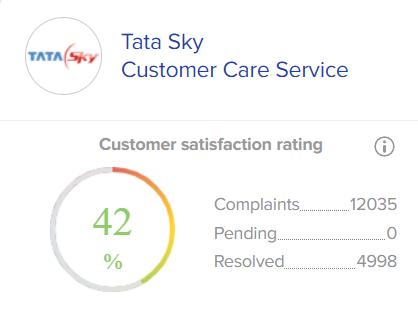 TATA Sky
Tata Sky
Customer Care Service
Customer satisfaction rating
42
%
Complaints 12035
Pending 0
Resolved 4998